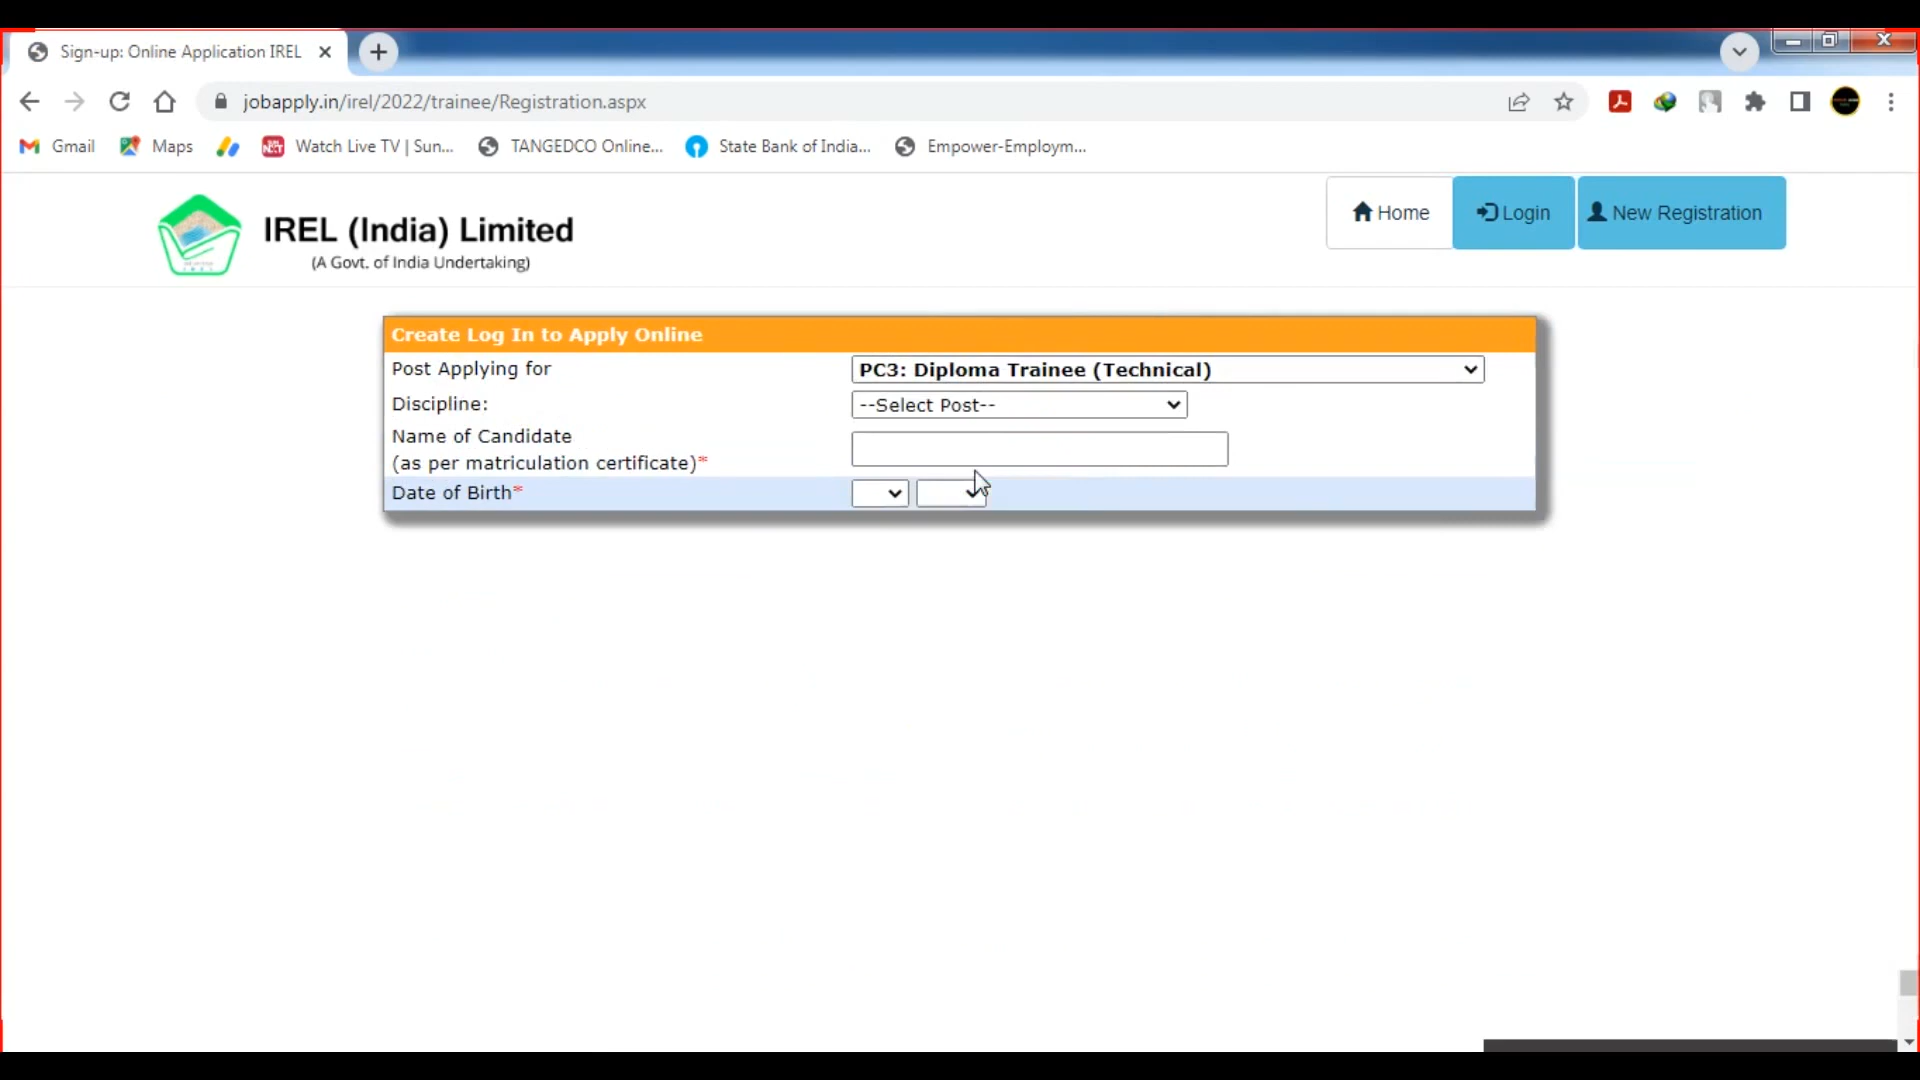 Sign-up: Online Application IREL
jobapply.in/irel/2022/trainee/Registration.aspx
Gmail Maps Watch Live TV | Sun... TANGEDCO Online... State Bank of India... Empower-Employm...
IREL (India) Limited
(A Govt. of India Undertaking)
Home Login New Registration
Create Log In to Apply Online
Post Applying for PC3: Diploma Trainee (Technical)
Discipline: --Select Post--
Name of Candidate
(as per matriculation certificate)*
Date of Birth*